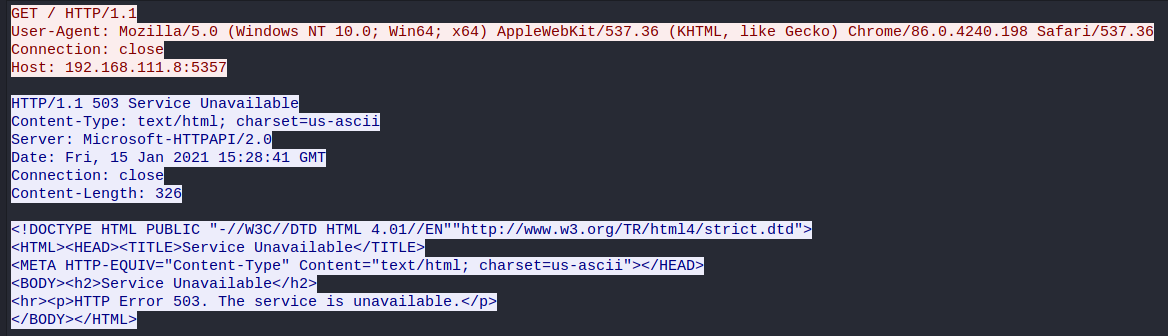 GET / HTTP/1.1
User-Agent: Mozilla/5.0 (Windows NT 10.0; Win64; x64) AppleWebKit/537.36 (KHTML, like Gecko) Chrome/86.0.4240.198 Safari/537.36
Connection: close
Host: 192.168.111.8:5357

HTTP/1.1 503 Service Unavailable
Content-Type: text/html; charset=us-ascii
Server: Microsoft-HTTPAPI/2.0
Date: Fri, 15 Jan 2021 15:28:41 GMT
Connection: close
Content-Length: 326

<!DOCTYPE HTML PUBLIC "-//W3C//DTD HTML 4.01//EN""http://www.w3.org/TR/html4/strict.dtd">
<HTML><HEAD><TITLE>Service Unavailable</TITLE>
<META HTTP-EQUIV="Content-Type" Content="text/html; charset=us-ascii"></HEAD>
<BODY><h2>Service Unavailable</h2>
<hr><p>HTTP Error 503. The service is unavailable.</p>
</BODY></HTML>